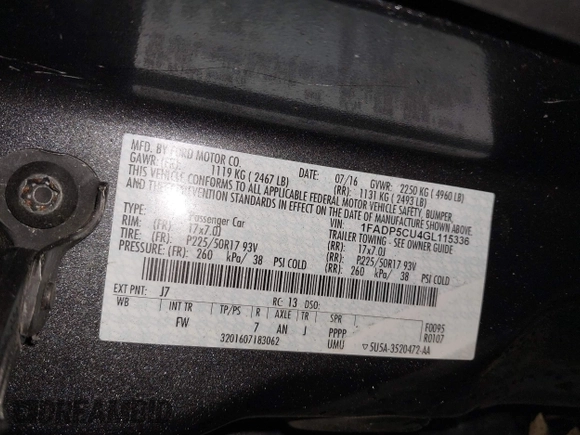 MFD. BY FORD MOTOR CO.
DATE: 07/16 GVWR: 2250 KG ( 4960 LB)
GAWR:(FR): 1119 KG ( 2467 LB) (RR): 1131 KG ( 2493 LB)
THIS VEHICLE CONFORMS TO ALL APPLICABLE FEDERAL MOTOR VEHICLE SAFETY, BUMPER,
AND THEFT PREVENTION STANDARDS IN EFFECT ON THE DATE OF MANUFACTURE SHOWN ABOVE.
VIN: 1FADP5CU4GL115336
TYPE: Passenger Car TRAILER TOWING - SEE OWNER GUIDE
RIM: (FR): 17x7.0J (RR): 17x7.0J
TIRE: (FR): P225/50R17 93V (RR): P225/50R17 93V
PRESSURE: (FR): 260 kPa/ 38 PSI COLD (RR): 260 kPa/ 38 PSI COLD
EXT PNT: J7 RC: 13 DSO:
WB INT TR TP/PS R AXLE TR SPR F0095
FW 7 AN J PPPP R0107
3201607183062 UMU ▽5U5A-3520472-AA